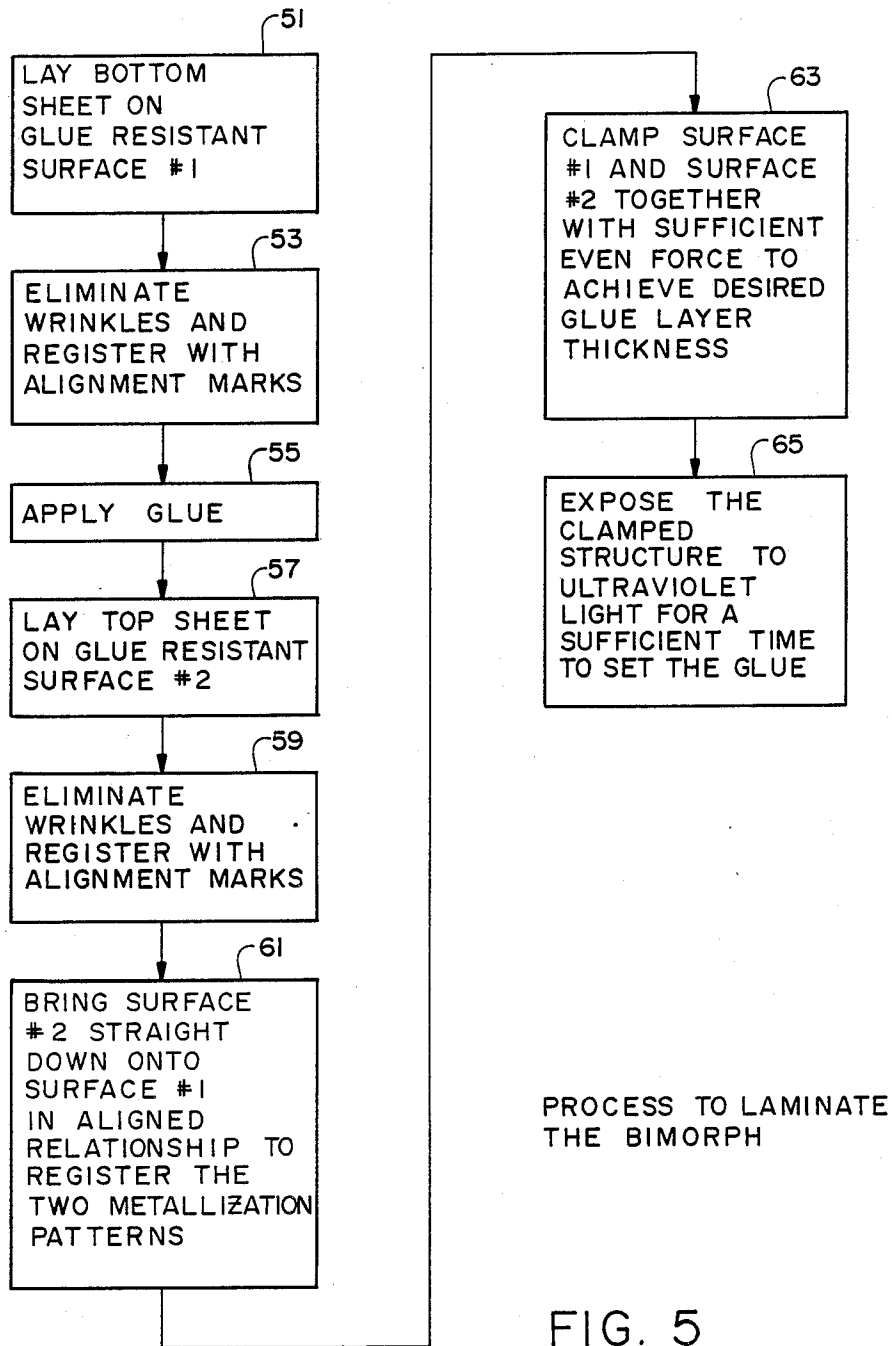 51
LAY BOTTOM
SHEET ON
GLUE RESISTANT
SURFACE #1
53
ELIMINATE
WRINKLES AND
REGISTER WITH
ALIGNMENT MARKS
55
APPLY GLUE
57
LAY TOP SHEET
ON GLUE RESISTANT
SURFACE #2
59
ELIMINATE
WRINKLES AND
REGISTER WITH
ALIGNMENT MARKS
61
BRING SURFACE
#2 STRAIGHT
DOWN ONTO
SURFACE #1
IN ALIGNED
RELATIONSHIP TO
REGISTER THE
TWO METALLIZATION
PATTERNS
63
CLAMP SURFACE
#1 AND SURFACE
#2 TOGETHER
WITH SUFFICIENT
EVEN FORCE TO
ACHIEVE DESIRED
GLUE LAYER
THICKNESS
65
EXPOSE THE
CLAMPED
STRUCTURE TO
ULTRAVIOLET
LIGHT FOR A
SUFFICIENT TIME
TO SET THE GLUE
PROCESS TO LAMINATE
THE BIMORPH
FIG. 5